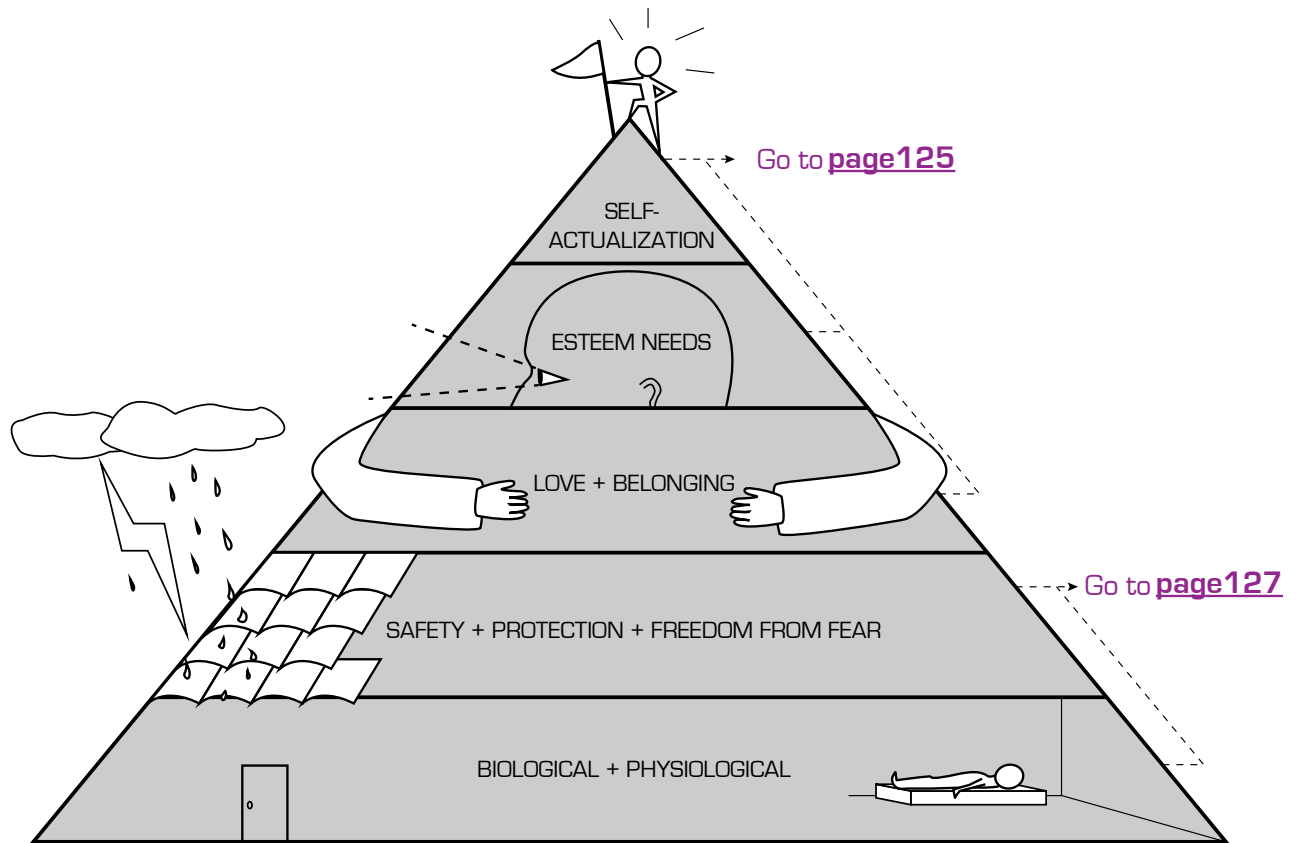 Go to page125
SELF-
ACTUALIZATION
ESTEEM NEEDS
LOVE + BELONGING
Go to page127
SAFETY + PROTECTION + FREEDOM FROM FEAR
BIOLOGICAL + PHYSIOLOGICAL